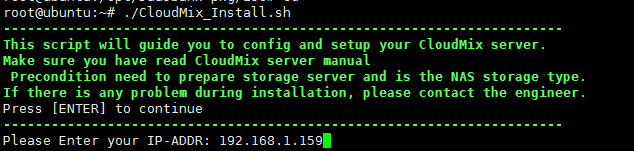 root@ubuntu:~# ./CloudMix_Install.sh
----------------------------------------------------------------
This script will guide you to config and setup your CloudMix server.
Make sure you have read CloudMix server manual
Precondition need to prepare storage server and is the NAS storage type.
If there is any problem during installation, please contact the engineer.
Press [ENTER] to continue
----------------------------------------------------------------
Please Enter your IP-ADDR: 192.168.1.159